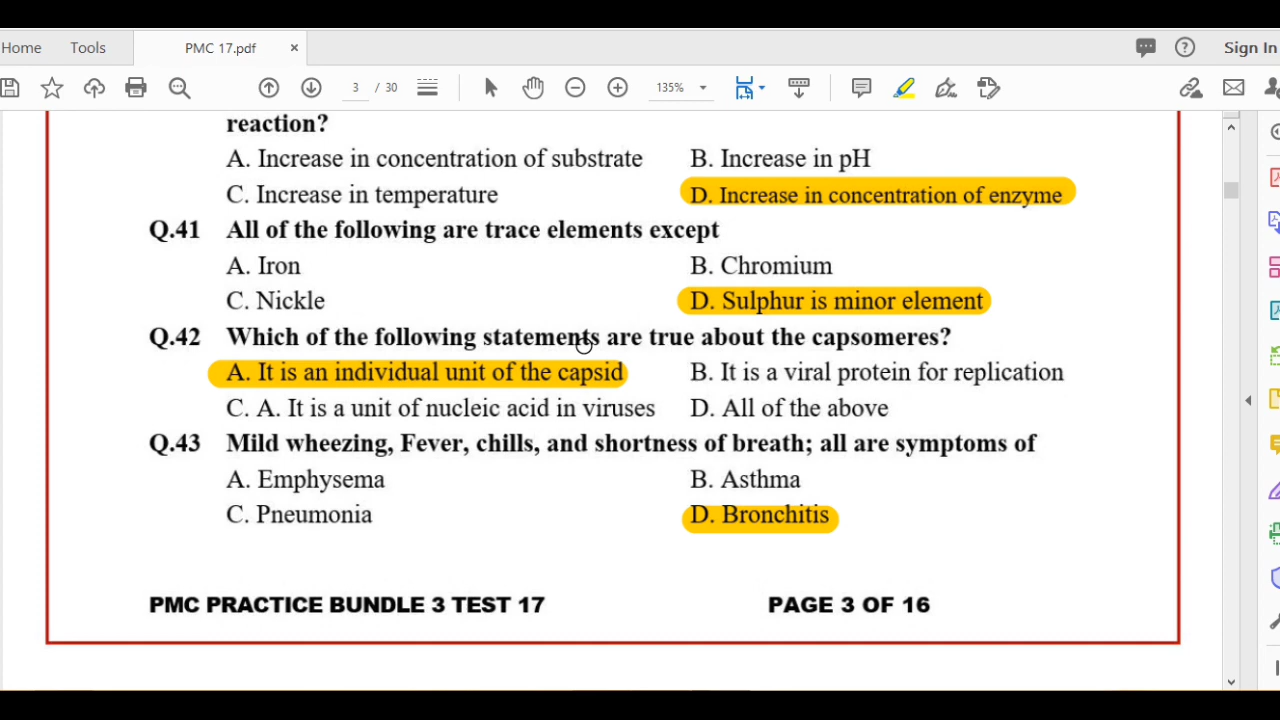 Home Tools PMC 17.pdf × Sign In
3 / 30 135%
reaction?
A. Increase in concentration of substrate B. Increase in pH
C. Increase in temperature D. Increase in concentration of enzyme
Q.41 All of the following are trace elements except
A. Iron B. Chromium
C. Nickle D. Sulphur is minor element
Q.42 Which of the following statements are true about the capsomeres?
A. It is an individual unit of the capsid B. It is a viral protein for replication
C. A. It is a unit of nucleic acid in viruses D. All of the above
Q.43 Mild wheezing, Fever, chills, and shortness of breath; all are symptoms of
A. Emphysema B. Asthma
C. Pneumonia D. Bronchitis
PMC PRACTICE BUNDLE 3 TEST 17 PAGE 3 OF 16